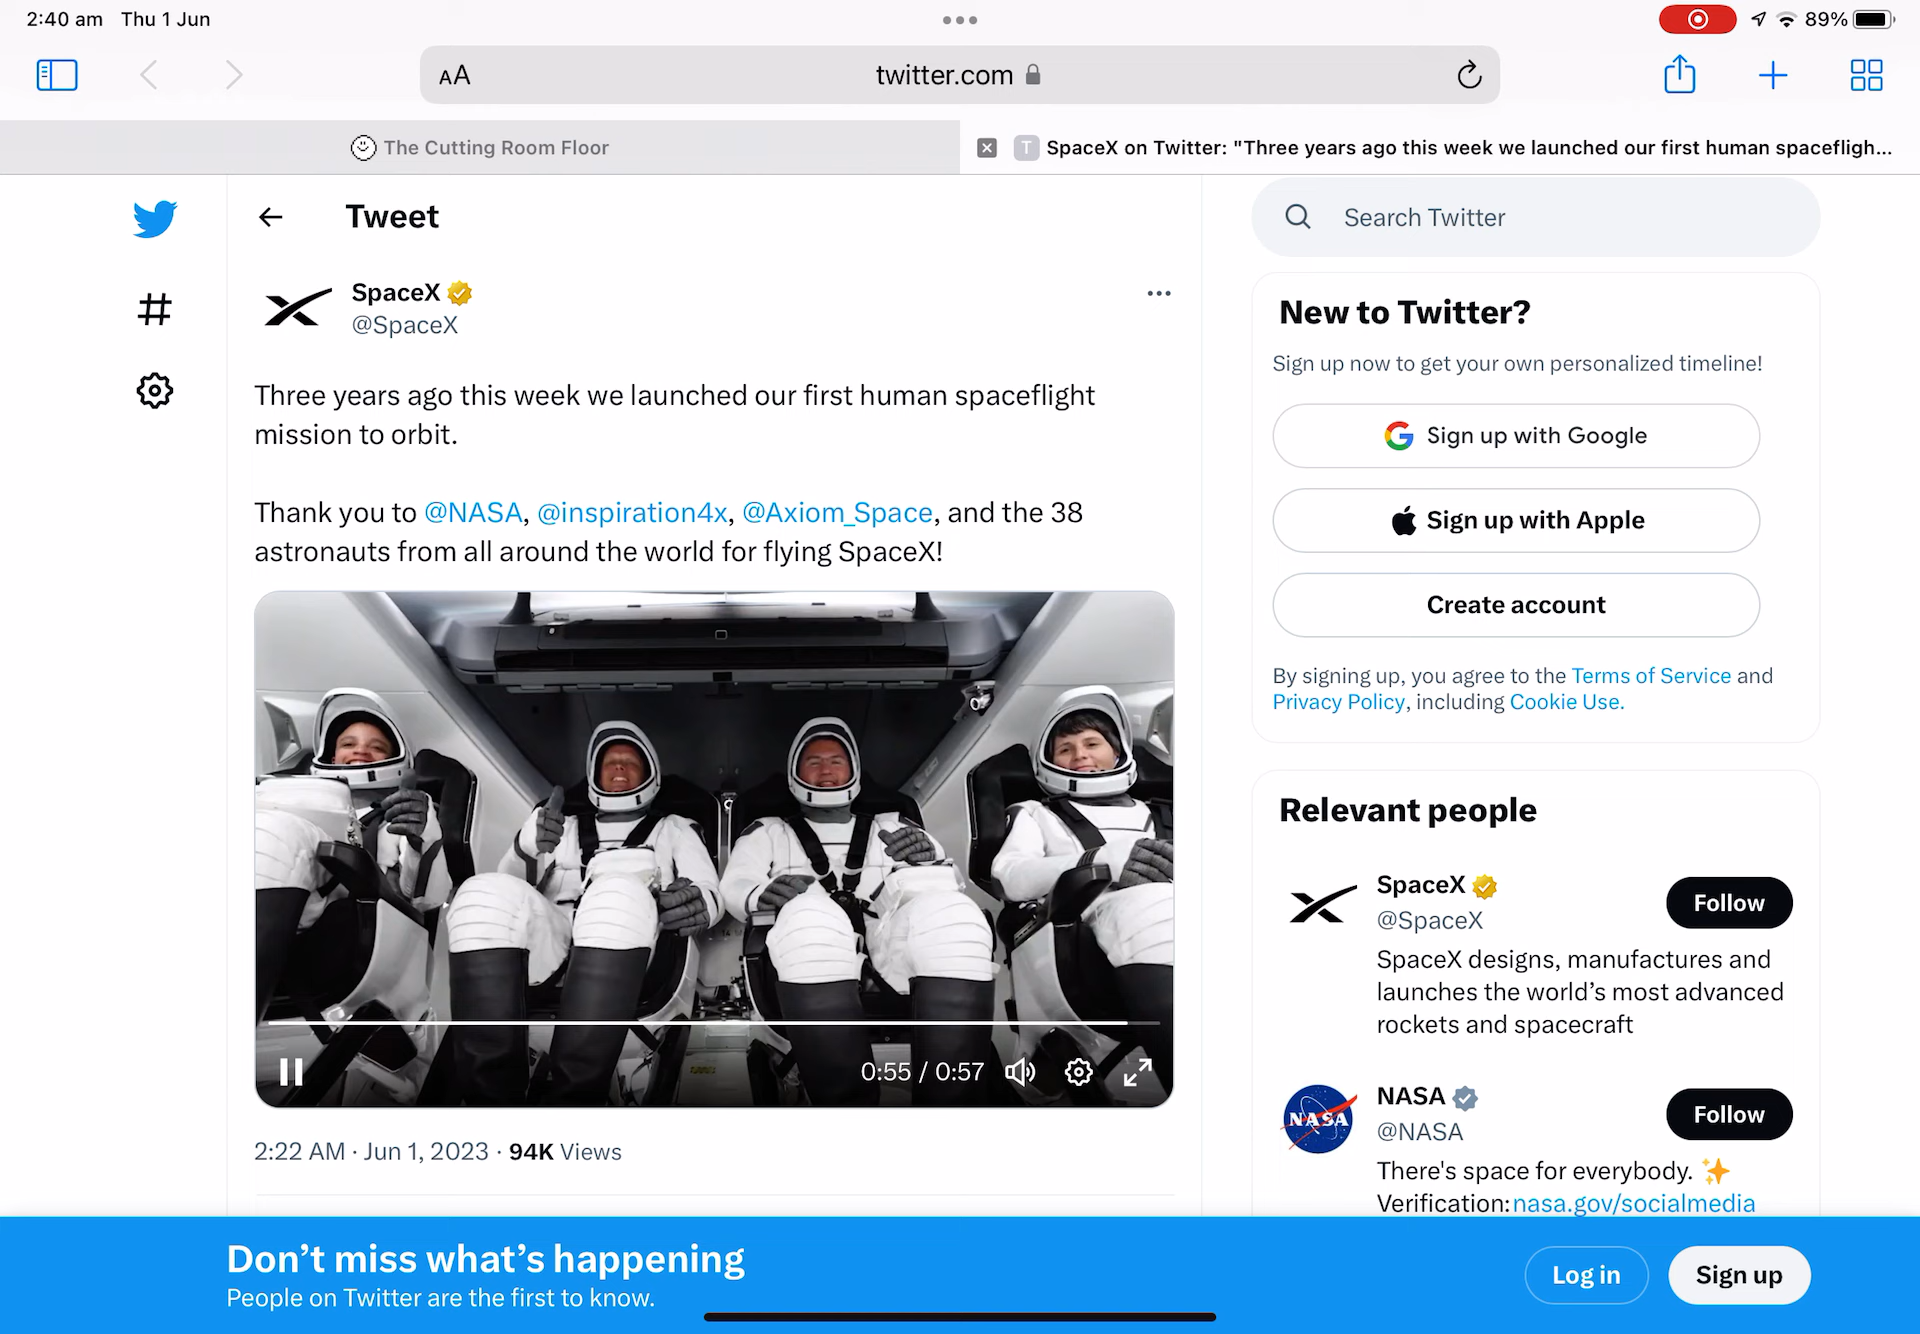 2:40 am Thu 1 Jun
89%
AA
twitter.com
The Cutting Room Floor
T SpaceX on Twitter: "Three years ago this week we launched our first human spacefligh...
Tweet
SpaceX
@SpaceX
Three years ago this week we launched our first human spaceflight
mission to orbit.
Thank you to @NASA, @inspiration4x, @Axiom_Space, and the 38
astronauts from all around the world for flying SpaceX!
0:55 / 0:57
2:22 AM · Jun 1, 2023 · 94K Views
Search Twitter
New to Twitter?
Sign up now to get your own personalized timeline!
Sign up with Google
Sign up with Apple
Create account
By signing up, you agree to the Terms of Service and
Privacy Policy, including Cookie Use.
Relevant people
SpaceX
@SpaceX
Follow
SpaceX designs, manufactures and
launches the world’s most advanced
rockets and spacecraft
NASA
NASA
@NASA
Follow
There's space for everybody. ✨
Verification: nasa.gov/socialmedia
Don’t miss what’s happening
People on Twitter are the first to know.
Log in
Sign up